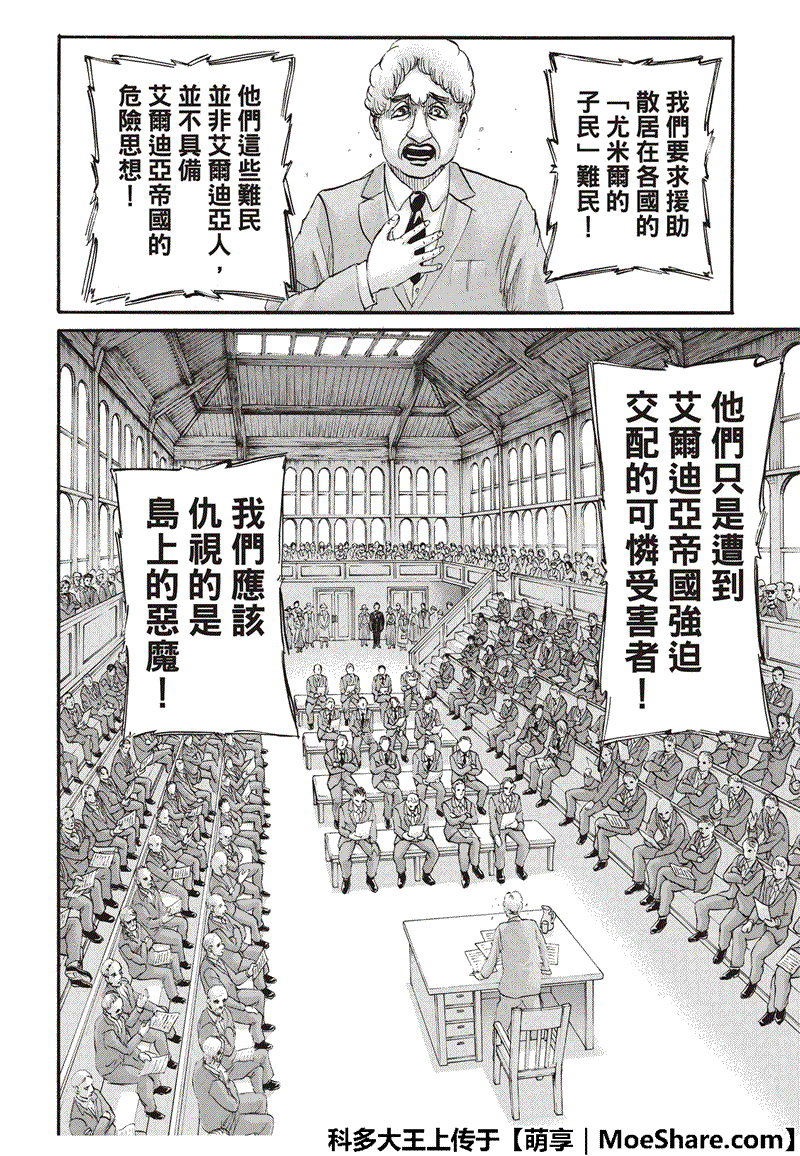 我們要求援助
散居在各國的
「尤米爾的
子民」難民！
他們這些難民
並非艾爾迪亞人，
並不具備
艾爾迪亞帝國的
危險思想！
他們只是遭到
艾爾迪亞帝國強迫
交配的可憐受害者！
我們應該
仇視的是
島上的惡魔！
科多大王上传于【萌享｜MoeShare.com】